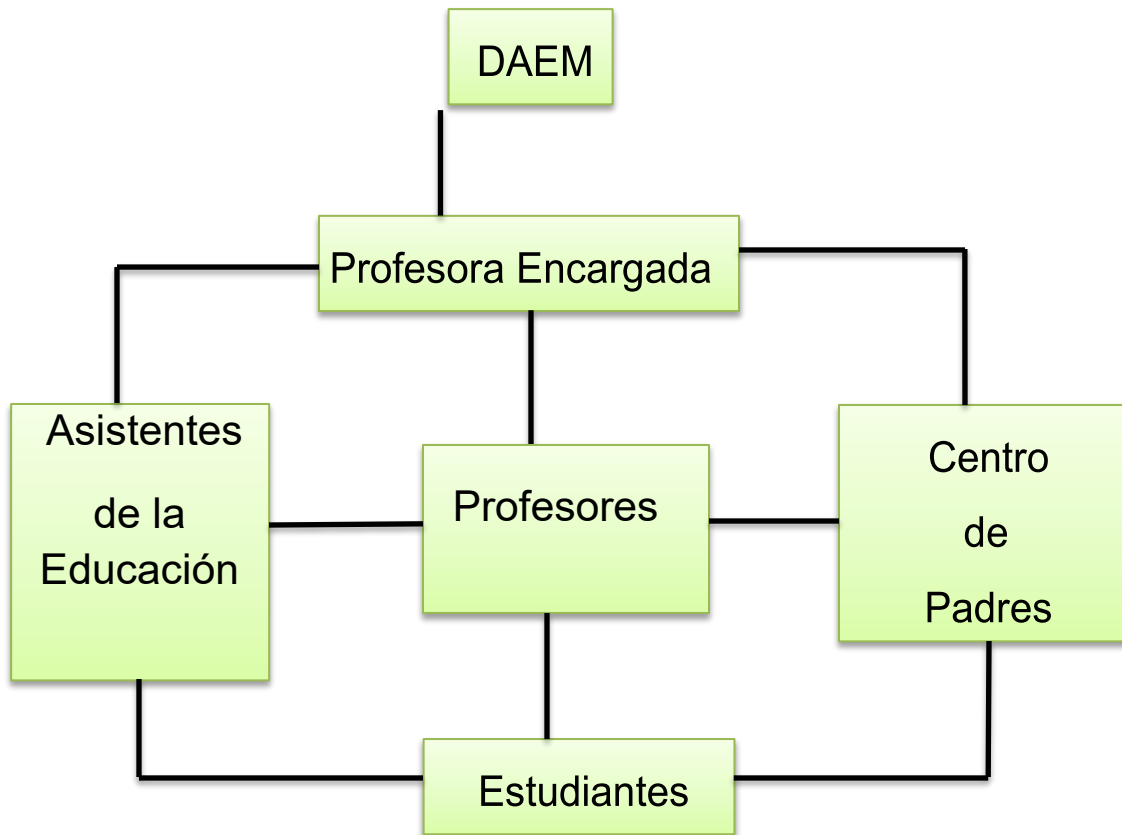 DAEM
Profesora Encargada
Asistentes
de la
Educación
Profesores
Centro
de
Padres
Estudiantes